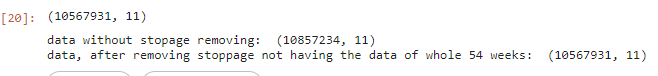 [20]: (10567931, 11)
data without stopage removing:  (10857234, 11)
data, after removing stoppage not having the data of whole 54 weeks:  (10567931, 11)